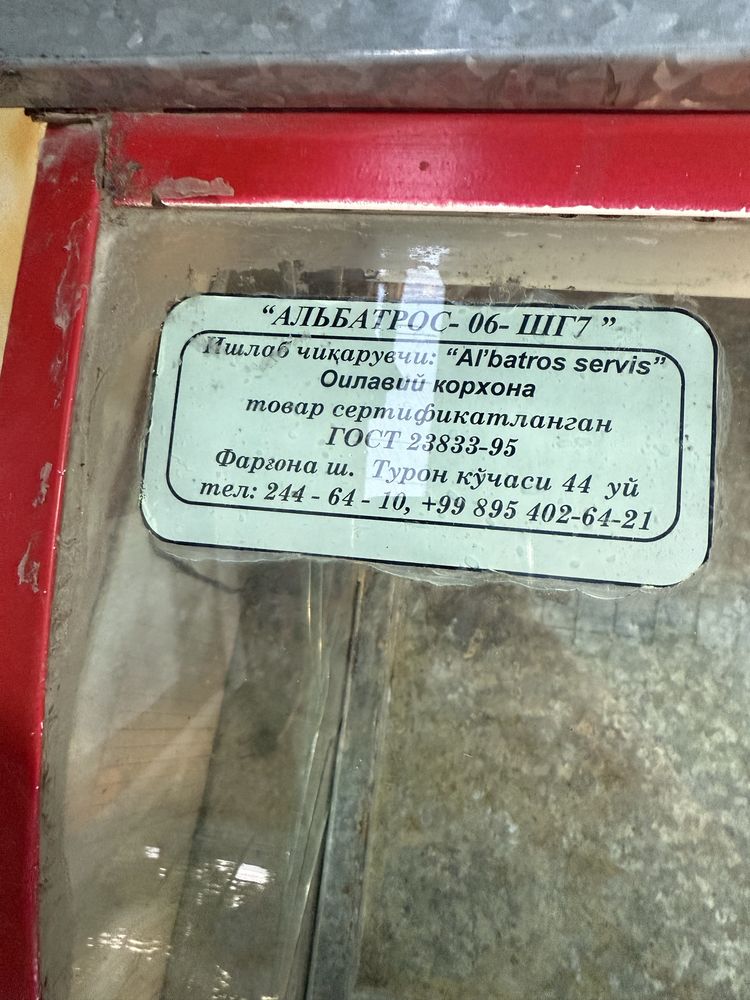 “АЛЬБАТРОС- 06- ШГ7 ”
Ишлаб чиқарувчи: “Al’batros servis”
Оилавий корхона
товар сертификатланган
ГОСТ 23833-95
Фарғона ш. Турон кўчаси 44 уй
тел: 244 - 64 - 10, +99 895 402-64-21